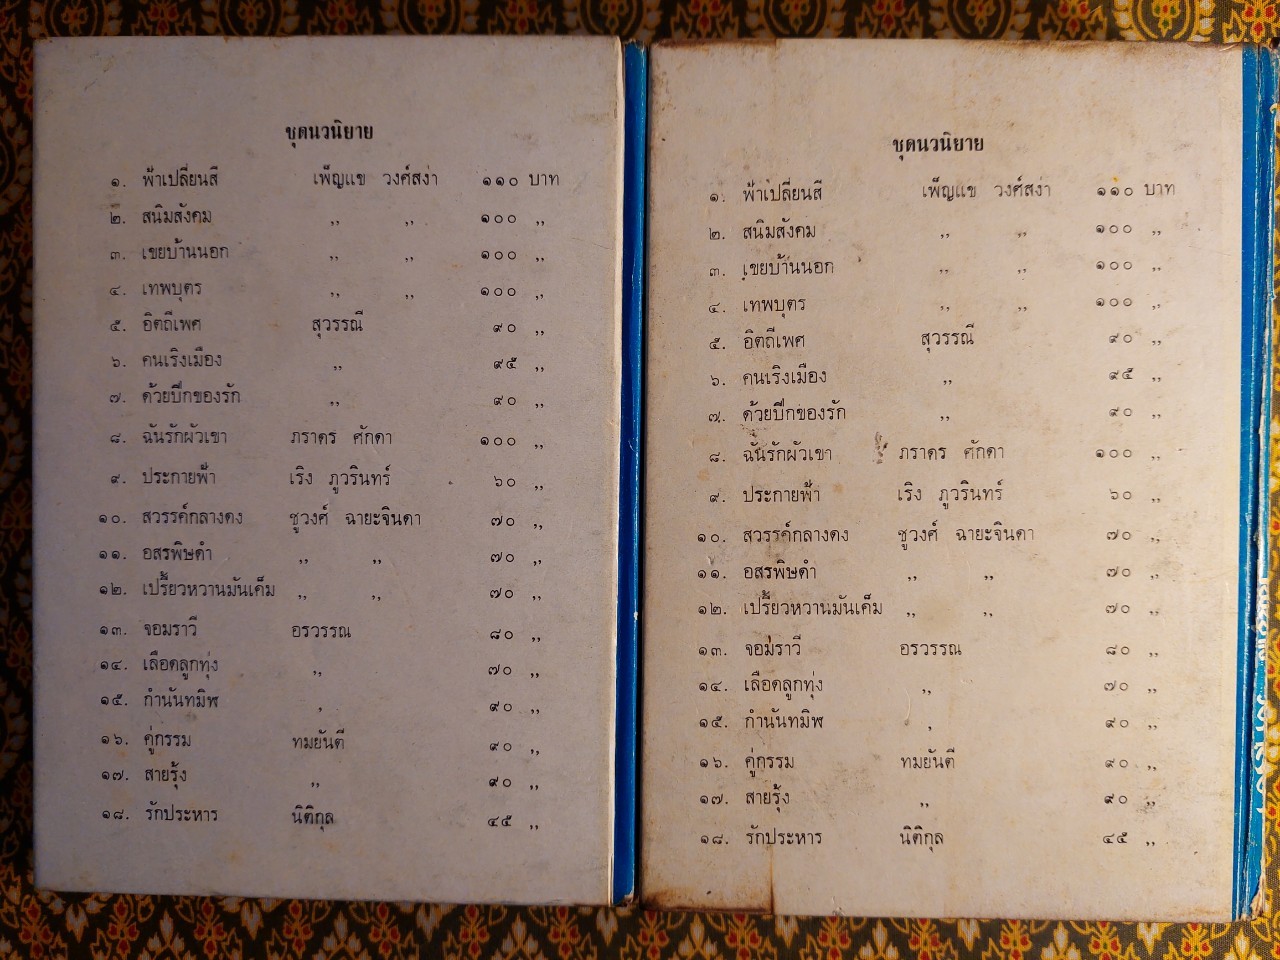 ชุดนวนิยาย
๑. ฟ้าเปลี่ยนสี เพ็ญแข วงศ์สง่า ๑๑๐ บาท
๒. สนิมสังคม ,, ,, ๑๐๐ ,,
๓. เขยบ้านนอก ,, ,, ๑๐๐ ,,
๔. เทพบุตร ,, ,, ๑๐๐ ,,
๕. อิตถีเพศ สุวรรณี ๙๐ ,,
๖. คนเริงเมือง ,, ๙๕ ,,
๗. ด้วยปีกของรัก ,, ๙๐ ,,
๘. ฉันรักผัวเขา ภราดร ศักดา ๑๐๐ ,,
๙. ประกายฟ้า เริง ภูวรินทร์ ๖๐ ,,
๑๐. สวรรค์กลางดง ชูวงศ์ ฉายะจินดา ๗๐ ,,
๑๑. อสรพิษดำ ,, ,, ๗๐ ,,
๑๒. เปรี้ยวหวานมันเค็ม ,, ,, ๗๐ ,,
๑๓. จอมราวี อรวรรณ ๘๐ ,,
๑๔. เลือดลูกทุ่ง ,, ๗๐ ,,
๑๕. กำนันทมิฬ , ๙๐ ,,
๑๖. คู่กรรม ทมยันตี ๙๐ ,,
๑๗. สายรุ้ง ,, ๙๐ ,,
๑๘. รักประหาร นิติกุล ๔๕ ,,
ชุดนวนิยาย
๑. ฟ้าเปลี่ยนสี เพ็ญแข วงศ์สง่า ๑๑๐ บาท
๒. สนิมสังคม ,, ,, ๑๐๐ ,,
๓. เขยบ้านนอก ,, ,, ๑๐๐ ,,
๔. เทพบุตร ,, ,, ๑๐๐ ,,
๕. อิตถีเพศ สุวรรณี ๙๐ ,,
๖. คนเริงเมือง ,, ๙๕ ,,
๗. ด้วยปีกของรัก ,, ๙๐ ,,
๘. ฉันรักผัวเขา ภราดร ศักดา ๑๐๐ ,,
๙. ประกายฟ้า เริง ภูวรินทร์ ๖๐ ,,
๑๐. สวรรค์กลางดง ชูวงศ์ ฉายะจินดา ๗๐ ,,
๑๑. อสรพิษดำ ,, ,, ๗๐ ,,
๑๒. เปรี้ยวหวานมันเค็ม ,, ,, ๗๐ ,,
๑๓. จอมราวี อรวรรณ ๘๐ ,,
๑๔. เลือดลูกทุ่ง ,, ๗๐ ,,
๑๕. กำนันทมิฬ , ๙๐ ,,
๑๖. คู่กรรม ทมยันตี ๙๐ ,,
๑๗. สายรุ้ง ,, ๙๐ ,,
๑๘. รักประหาร นิติกุล ๔๕ ,,